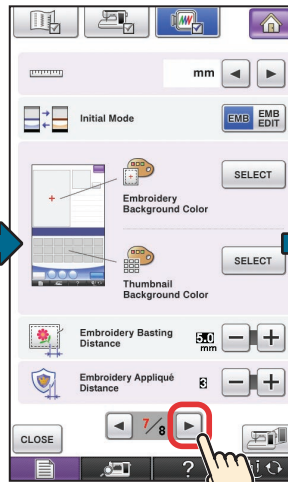 mm
Initial Mode
EMB
EMB
EDIT
SELECT
Embroidery
Background Color
SELECT
Thumbnail
Background Color
Embroidery Basting
Distance
5.0
mm
Embroidery Appliqué
Distance
3
7/8
CLOSE
?